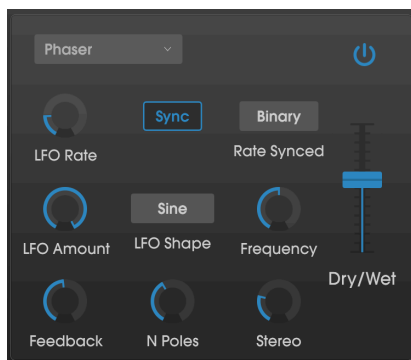 Phaser
Sync
Binary
LFO Rate
Rate Synced
Sine
LFO Amount
LFO Shape
Frequency
Dry/Wet
Feedback
N Poles
Stereo